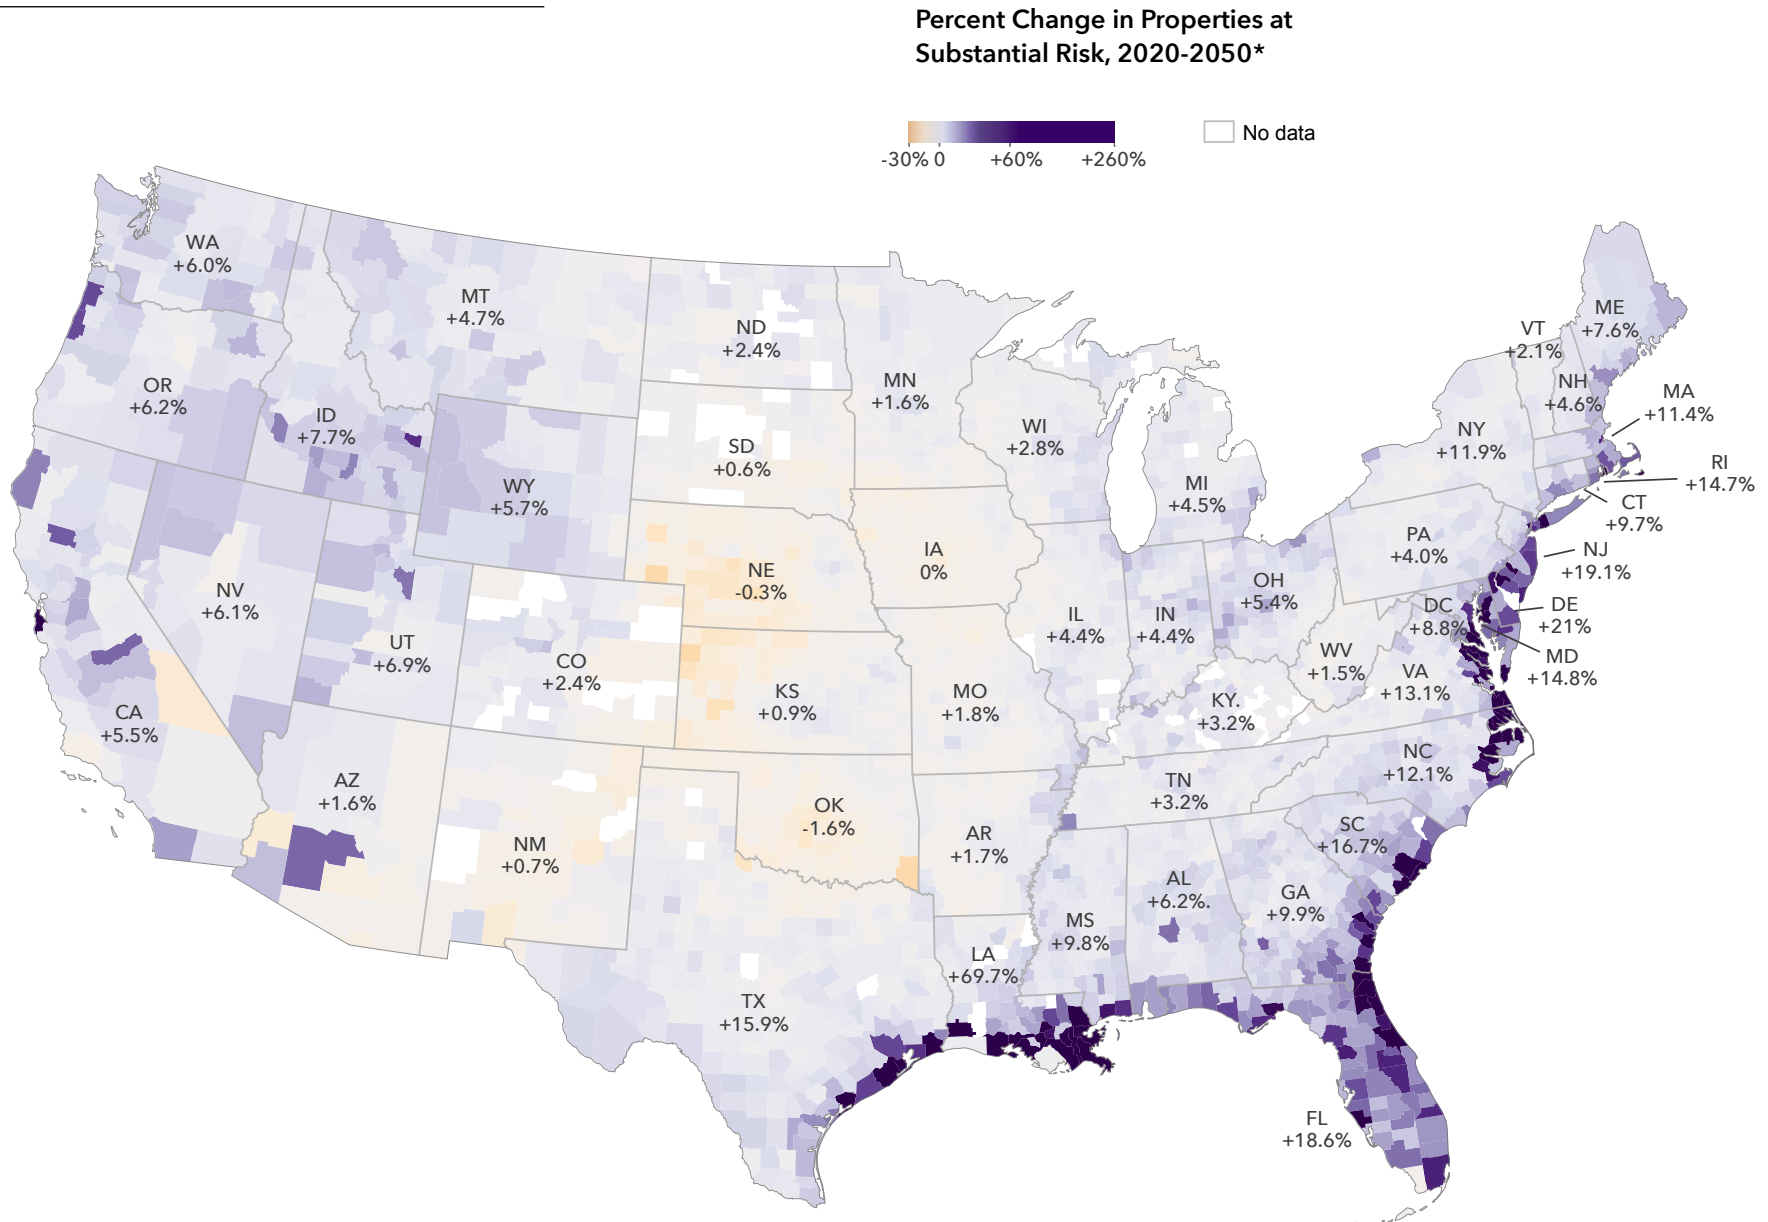 Percent Change in Properties at
Substantial Risk, 2020-2050*
-30% 0 +60% +260%
No data
WA
+6.0%
MT
+4.7%
ND
+2.4%
MN
+1.6%
OR
+6.2%
ID
+7.7%
SD
+0.6%
WI
+2.8%
MI
+4.5%
WY
+5.7%
VT
+2.1%
ME
+7.6%
NH
+4.6%
MA
+11.4%
NY
+11.9%
RI
+14.7%
CT
+9.7%
PA
+4.0%
NJ
+19.1%
NV
+6.1%
NE
-0.3%
IA
0%
OH
+5.4%
DC
+8.8%
DE
+21%
UT
+6.9%
CO
+2.4%
IL
+4.4%
IN
+4.4%
WV
+1.5%
VA
+13.1%
MD
+14.8%
CA
+5.5%
KS
+0.9%
MO
+1.8%
KY.
+3.2%
NC
+12.1%
AZ
+1.6%
TN
+3.2%
OK
-1.6%
NM
+0.7%
AR
+1.7%
SC
+16.7%
MS
+9.8%
AL
+6.2%.
GA
+9.9%
LA
+69.7%
TX
+15.9%
FL
+18.6%